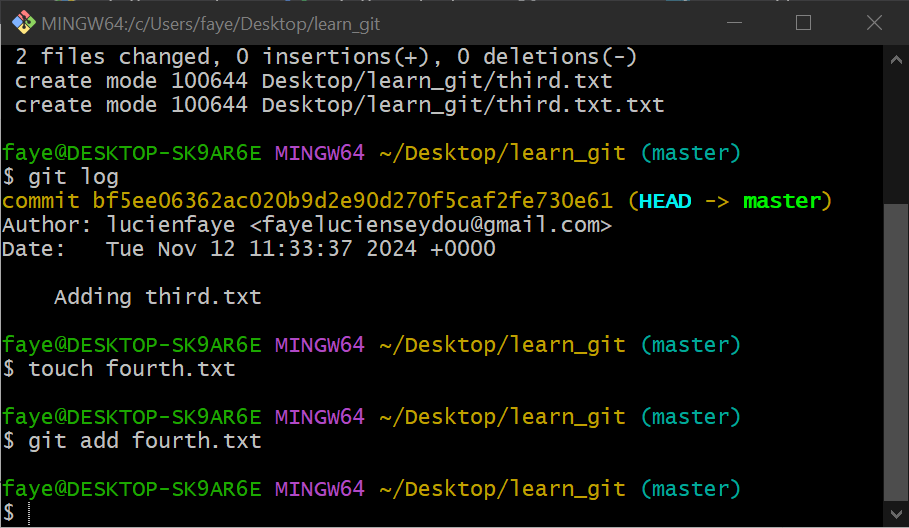 MINGW64:/c/Users/faye/Desktop/learn_git
2 files changed, 0 insertions(+), 0 deletions(-)
create mode 100644 Desktop/learn_git/third.txt
create mode 100644 Desktop/learn_git/third.txt.txt
faye@DESKTOP-SK9AR6E MINGW64 ~/Desktop/learn_git (master)
$ git log
commit bf5ee06362ac020b9d2e90d270f5caf2fe730e61 (HEAD -> master)
Author: lucienfaye <fayelucienseydou@gmail.com>
Date:   Tue Nov 12 11:33:37 2024 +0000
Adding third.txt
faye@DESKTOP-SK9AR6E MINGW64 ~/Desktop/learn_git (master)
$ touch fourth.txt
faye@DESKTOP-SK9AR6E MINGW64 ~/Desktop/learn_git (master)
$ git add fourth.txt
faye@DESKTOP-SK9AR6E MINGW64 ~/Desktop/learn_git (master)
$